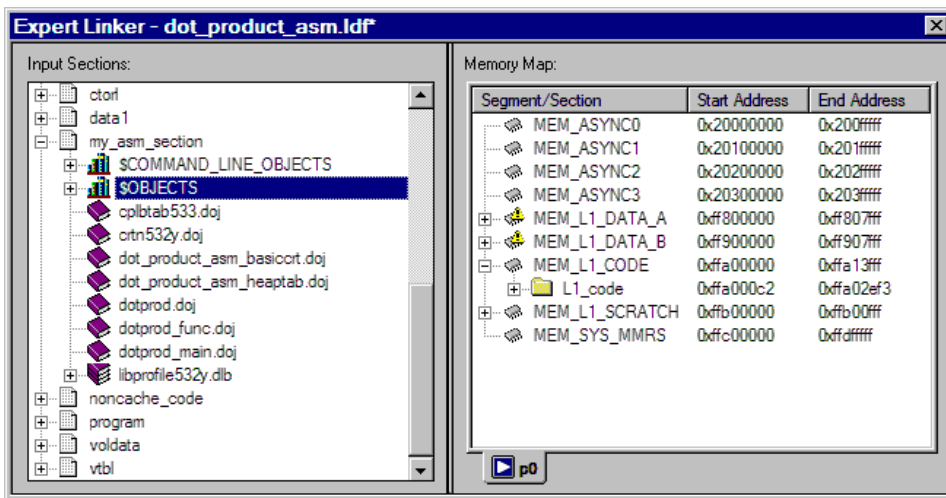 Expert Linker - dot_product_asm.ldf*
Input Sections:
ctorl
data1
my_asm_section
$COMMAND_LINE_OBJECTS
$OBJECTS
cplbtab533.doj
crtn532y.doj
dot_product_asm_basiccrt.doj
dot_product_asm_heaptab.doj
dotprod.doj
dotprod_func.doj
dotprod_main.doj
libprofile532y.dlb
noncache_code
program
voldata
vtbl
Memory Map:
Segment/Section Start Address End Address
MEM_ASYNC0 0x20000000 0x200fffff
MEM_ASYNC1 0x20100000 0x201fffff
MEM_ASYNC2 0x20200000 0x202fffff
MEM_ASYNC3 0x20300000 0x203fffff
MEM_L1_DATA_A 0xff800000 0xff807fff
MEM_L1_DATA_B 0xff900000 0xff907fff
MEM_L1_CODE 0xffa00000 0xffa13fff
L1_code 0xffa000c2 0xffa02ef3
MEM_L1_SCRATCH 0xffb00000 0xffb00fff
MEM_SYS_MMRS 0xffc00000 0xffdfffff
p0